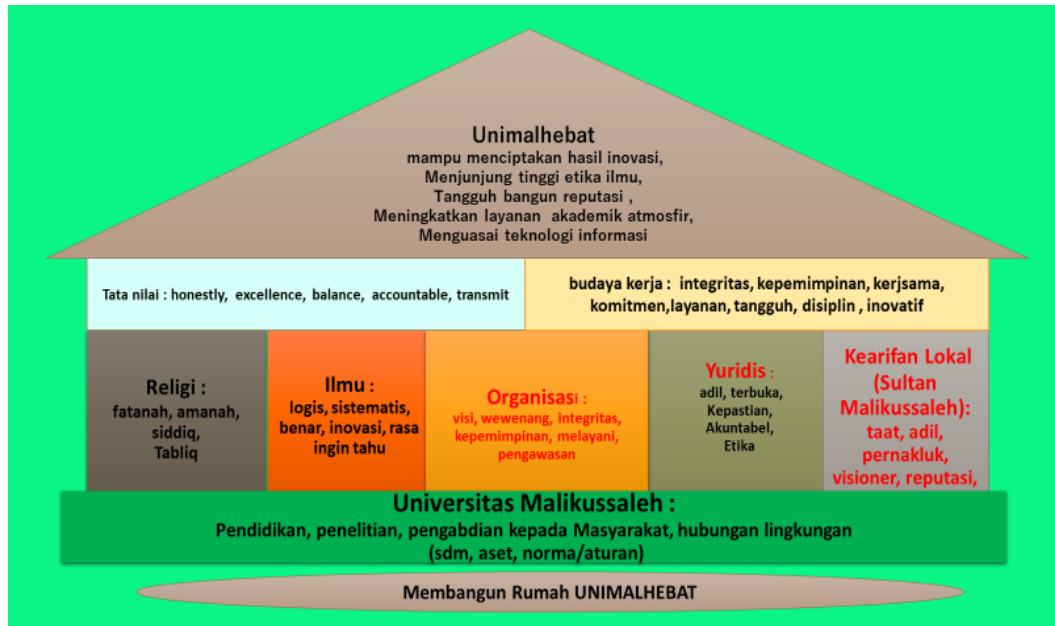 Unimalhebat
mampu menciptakan hasil inovasi,
Menjunjung tinggi etika ilmu,
Tangguh bangun reputasi ,
Meningkatkan layanan akademik atmosfir,
Menguasai teknologi informasi
Tata nilai : honestly, excellence, balance, accountable, transmit
budaya kerja : integritas, kepemimpinan, kerjsama,
komitmen,layanan, tangguh, disiplin , inovatif
Religi :
fatanah, amanah,
siddiq,
Tabliq
Ilmu :
logis, sistematis,
benar, inovasi, rasa
ingin tahu
Organisasi :
visi, wewenang, integritas,
kepemimpinan, melayani,
pengawasan
Yuridis :
adil, terbuka,
Kepastian,
Akuntabel,
Etika
Kearifan Lokal
(Sultan
Malikussaleh):
taat, adil,
pernakluk,
visioner, reputasi,
Universitas Malikussaleh :
Pendidikan, penelitian, pengabdian kepada Masyarakat, hubungan lingkungan
(sdm, aset, norma/aturan)
Membangun Rumah UNIMALHEBAT